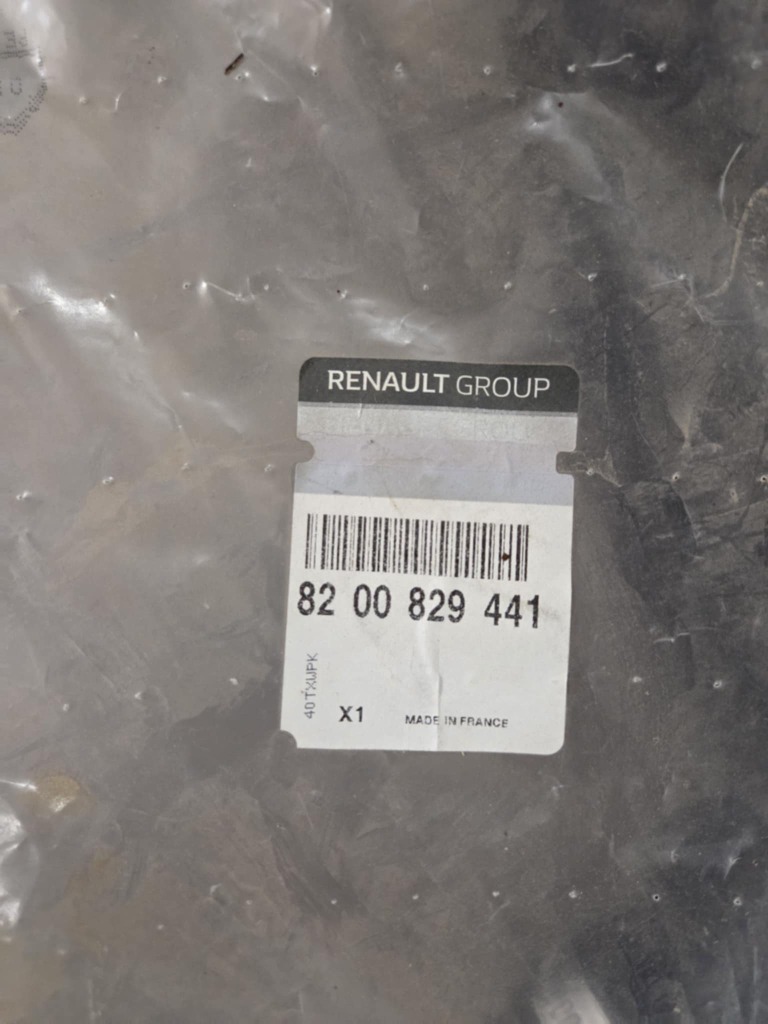 RENAULT GROUP
82 00 829 441
40TXWPK
X1
MADE IN FRANCE